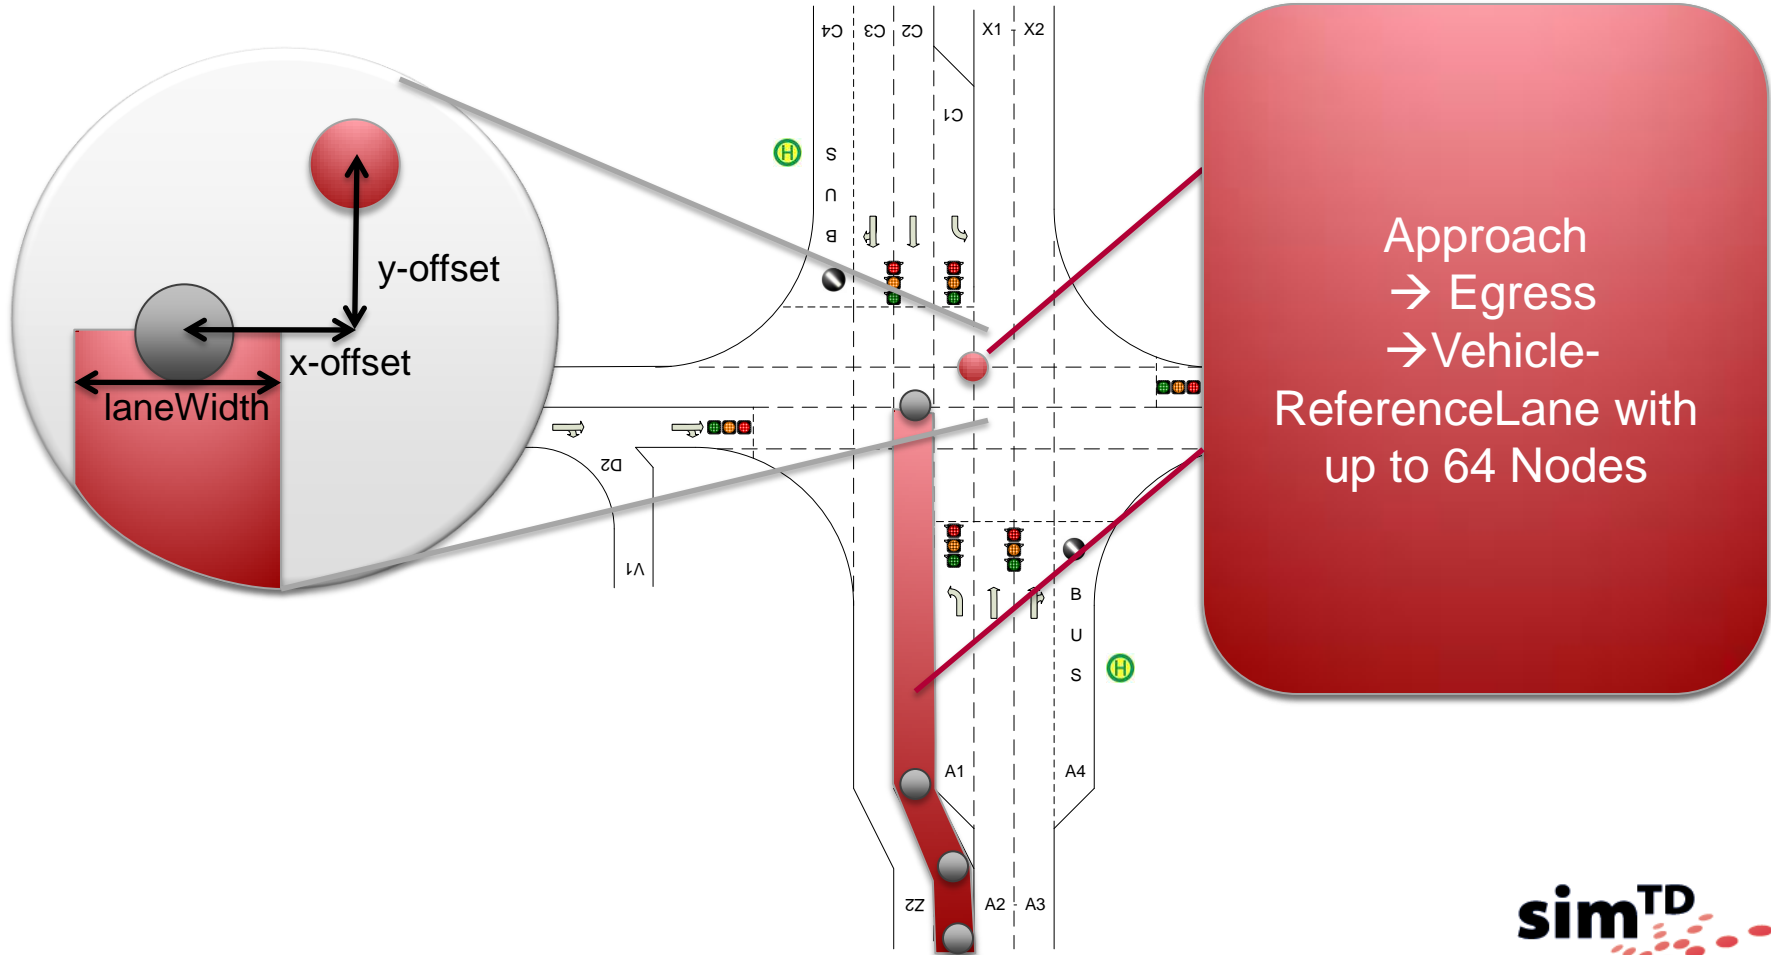 C4 C3 C2 X1 X2
C1
S
U
B
H
y-offset
x-offset
laneWidth
Approach
→ Egress
→Vehicle-
ReferenceLane with
up to 64 Nodes
D2
V1
B
U
S
H
A1 A4
Z2 A2 A3
simTD